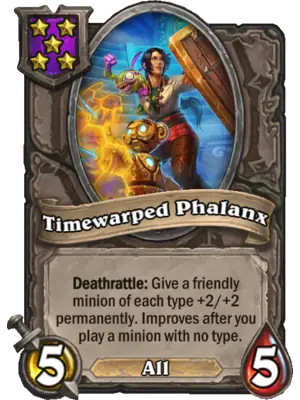 Timewarped Phalanx
Deathrattle: Give a friendly
minion of each type +2/+2
permanently. Improves after you
play a minion with no type.
5
All
5